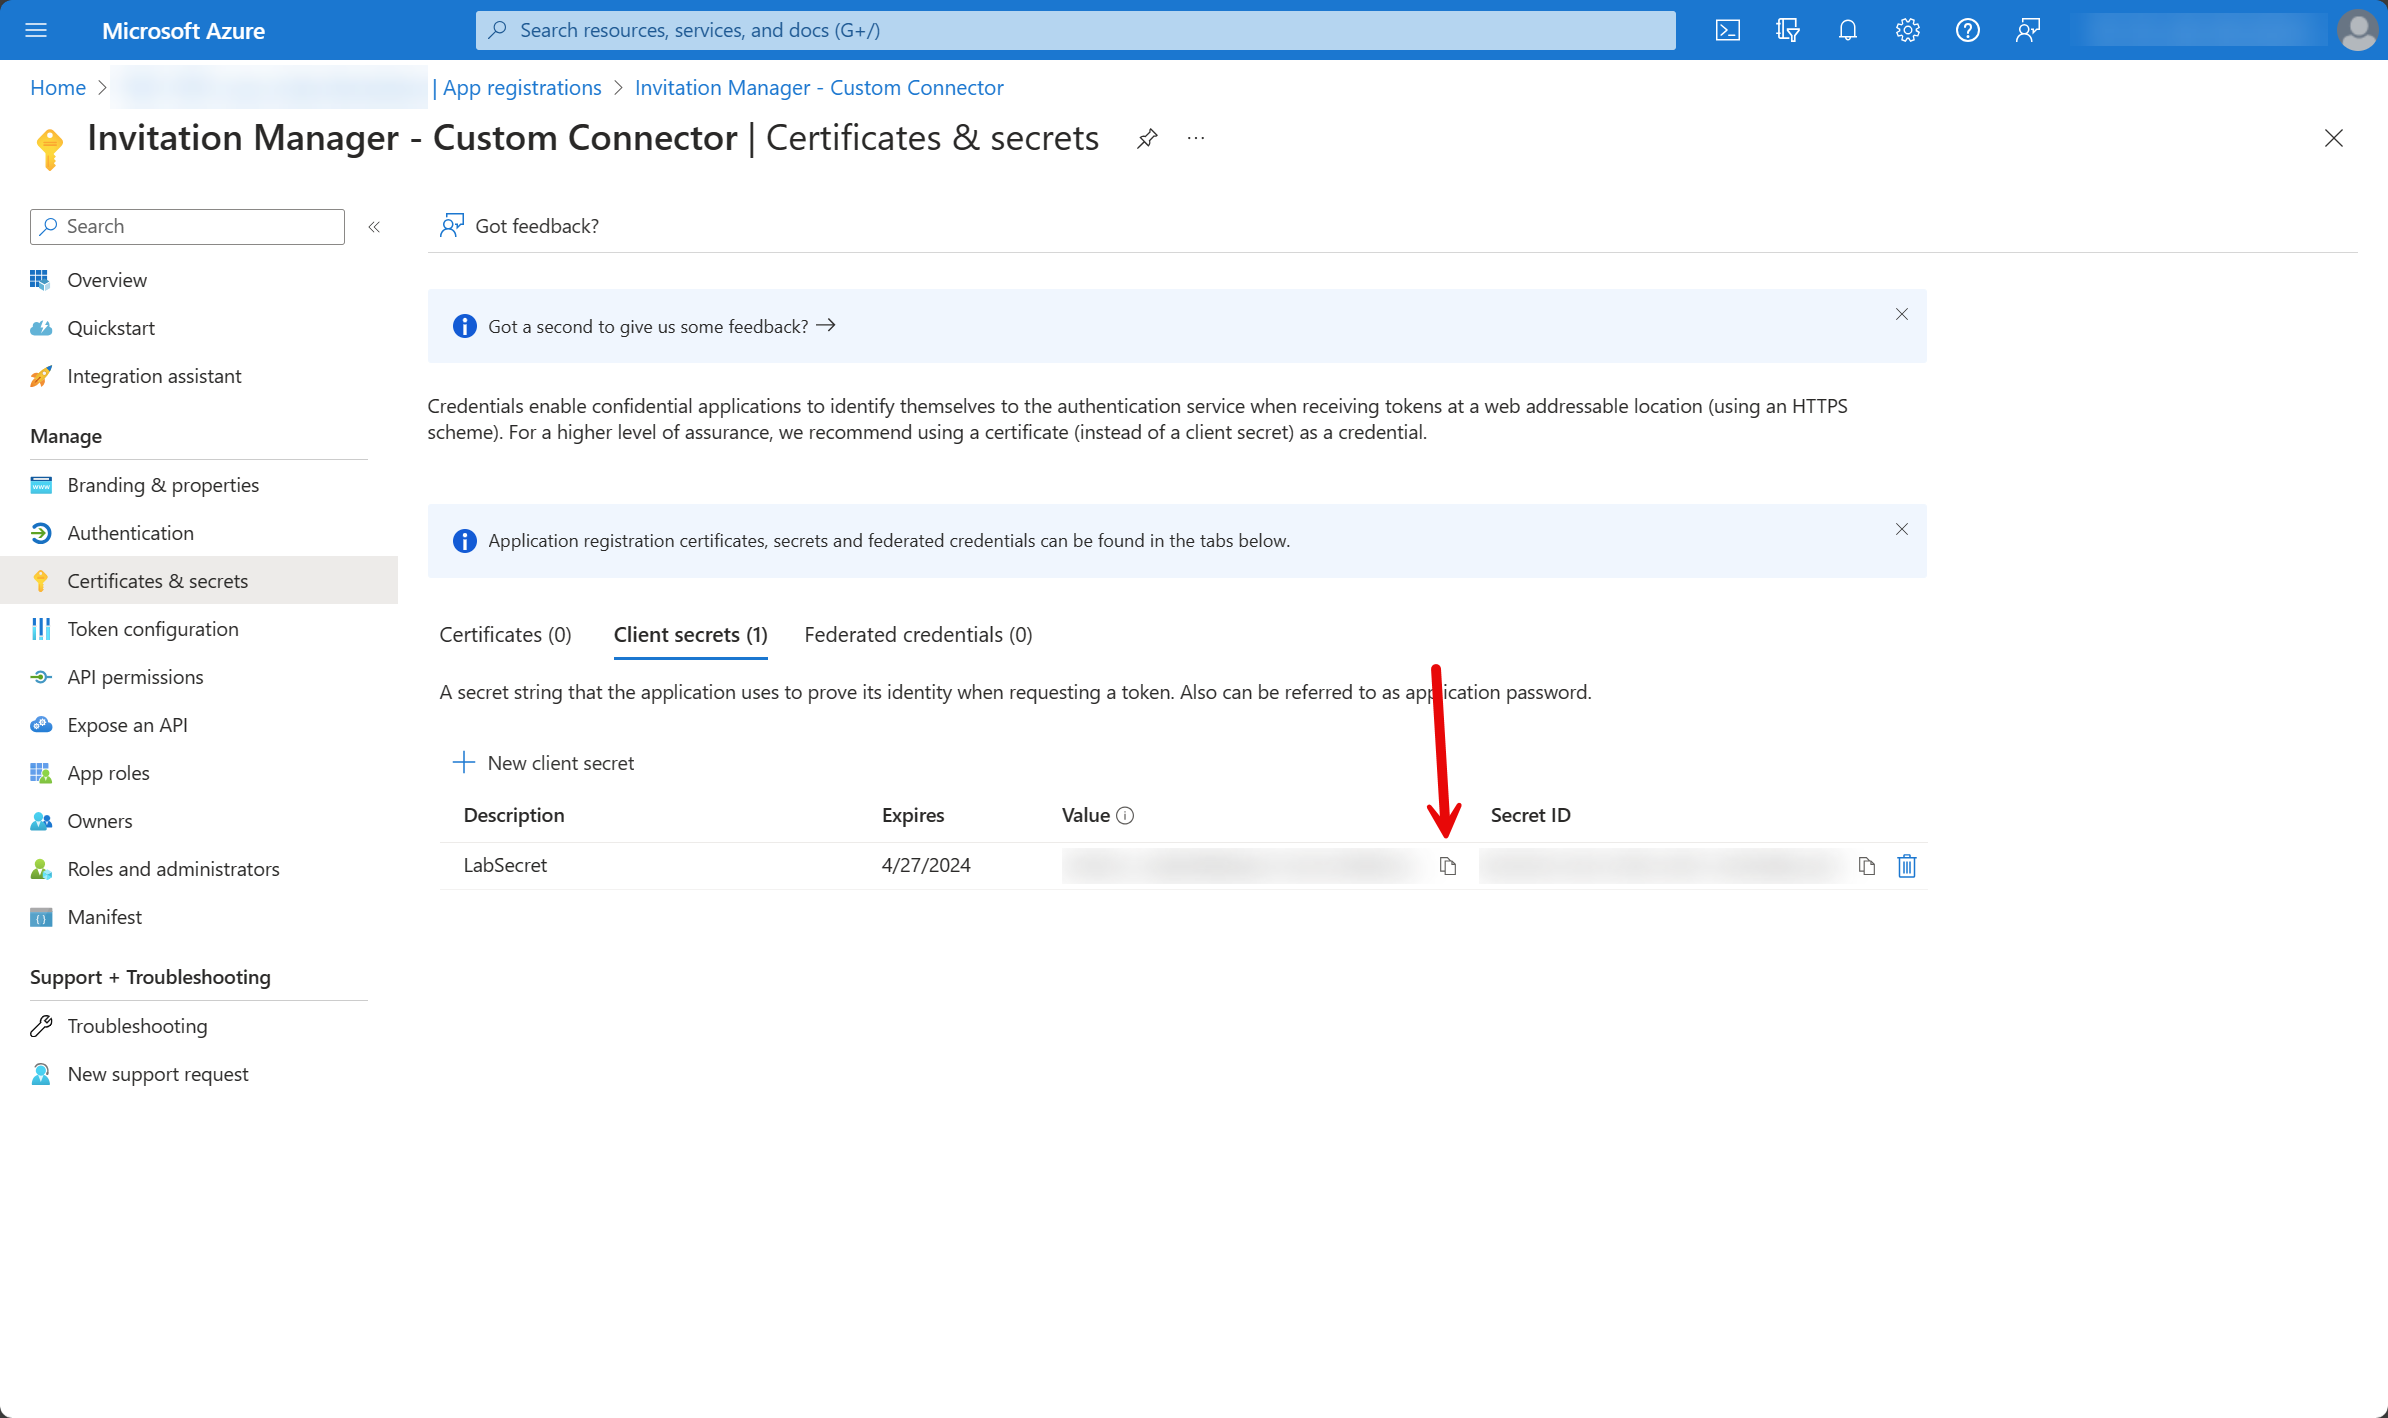 Microsoft Azure
Search resources, services, and docs (G+/)
Home > | App registrations > Invitation Manager - Custom Connector
Invitation Manager - Custom Connector | Certificates & secrets
Search
Got feedback?
Overview
Quickstart
Integration assistant
Manage
Branding & properties
Authentication
Certificates & secrets
Token configuration
API permissions
Expose an API
App roles
Owners
Roles and administrators
Manifest
Support + Troubleshooting
Troubleshooting
New support request
Got a second to give us some feedback? →
Credentials enable confidential applications to identify themselves to the authentication service when receiving tokens at a web addressable location (using an HTTPS
scheme). For a higher level of assurance, we recommend using a certificate (instead of a client secret) as a credential.
Application registration certificates, secrets and federated credentials can be found in the tabs below.
Certificates (0) Client secrets (1) Federated credentials (0)
A secret string that the application uses to prove its identity when requesting a token. Also can be referred to as application password.
New client secret
Description Expires Value Secret ID
LabSecret 4/27/2024